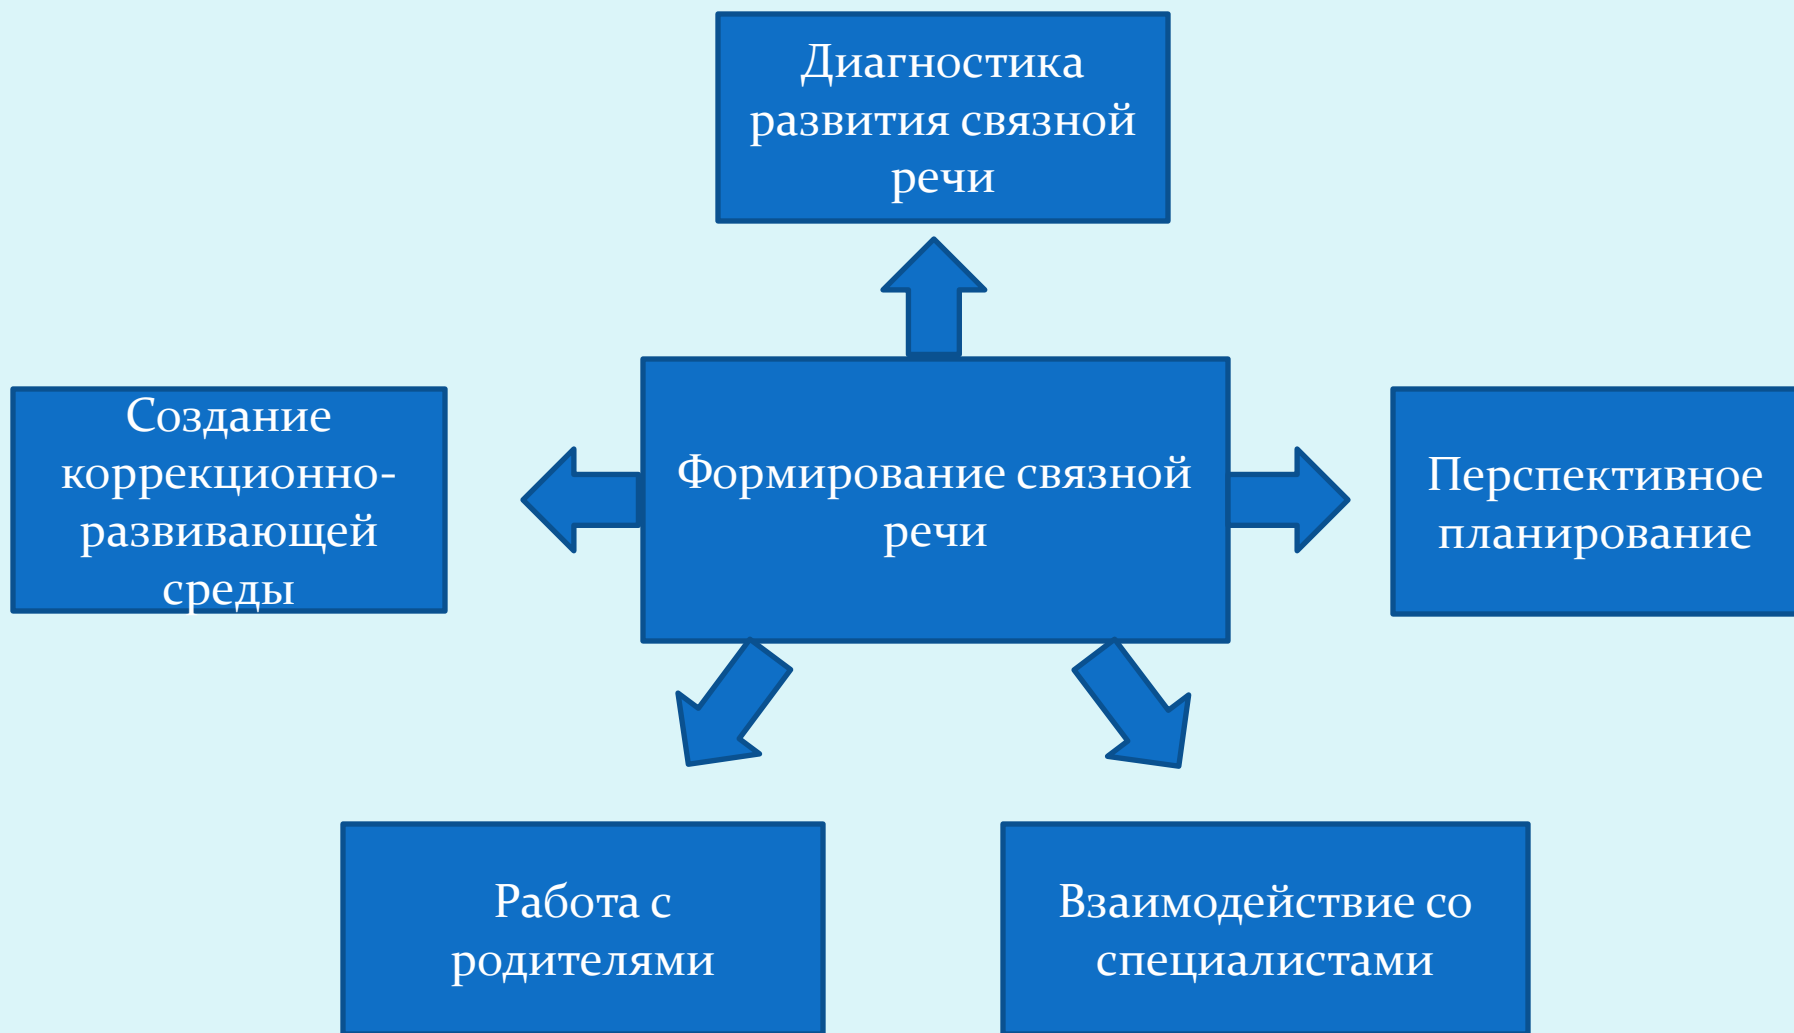 Диагностика
развития связной
речи
Создание
коррекционно-
развивающей
среды
Формирование связной
речи
Перспективное
планирование
Работа с
родителями
Взаимодействие со
специалистами